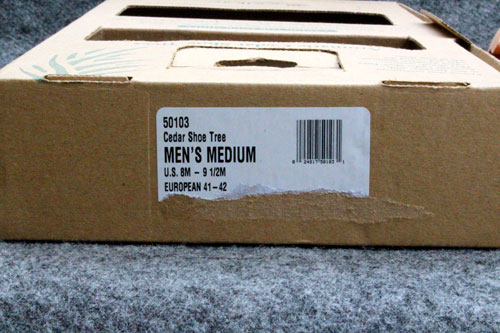 50103
Cedar Shoe Tree
MEN'S MEDIUM
U.S. 8M - 9 1/2M
EUROPEAN 41-42